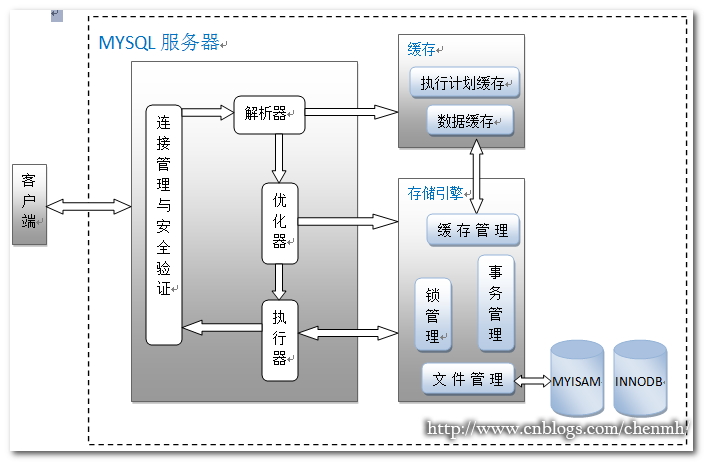 MYSQL 服务器
缓存
执行计划缓存
数据缓存
解析器
连接管理与安全验证
客户端
优化器
存储引擎
缓存管理
事务管理
锁管理
执行器
文件管理
MYISAM
INNODB
http://www.cnblogs.com/chenmh/